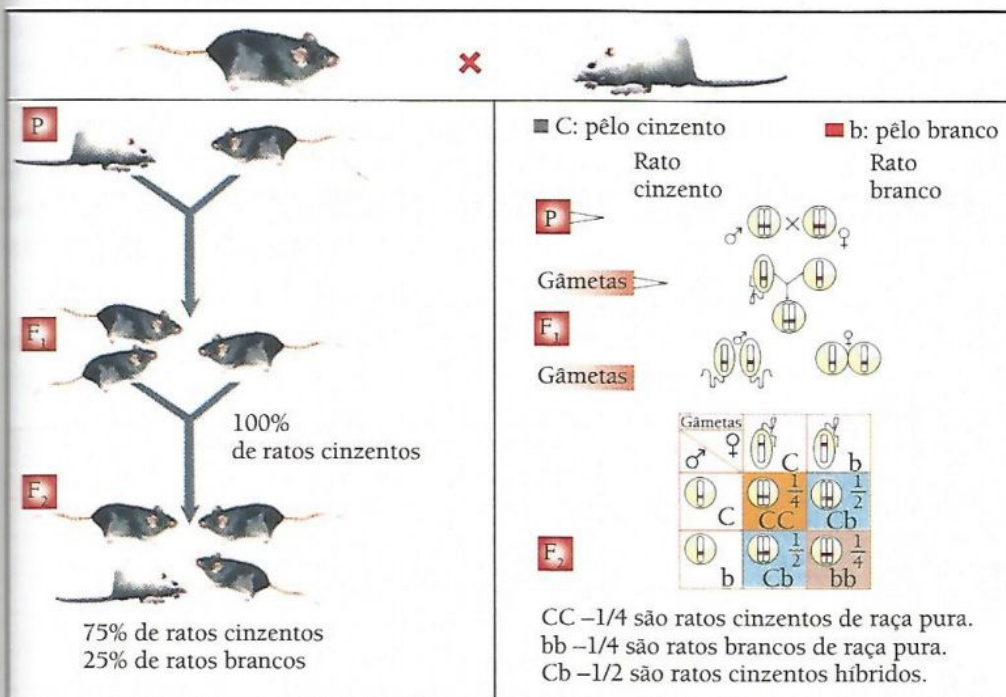 P
F1
100%
de ratos cinzentos
F2
75% de ratos cinzentos
25% de ratos brancos
C: pêlo cinzento
b: pêlo branco
Rato
cinzento
Rato
branco
P
♂ × ♀
Gâmetas
F1
♂ ♀
Gâmetas
Gâmetas
♂ ♀
C b
C 1/4 CC 1/2 Cb
b 1/2 Cb 1/4 bb
F2
CC –1/4 são ratos cinzentos de raça pura.
bb –1/4 são ratos brancos de raça pura.
Cb –1/2 são ratos cinzentos híbridos.